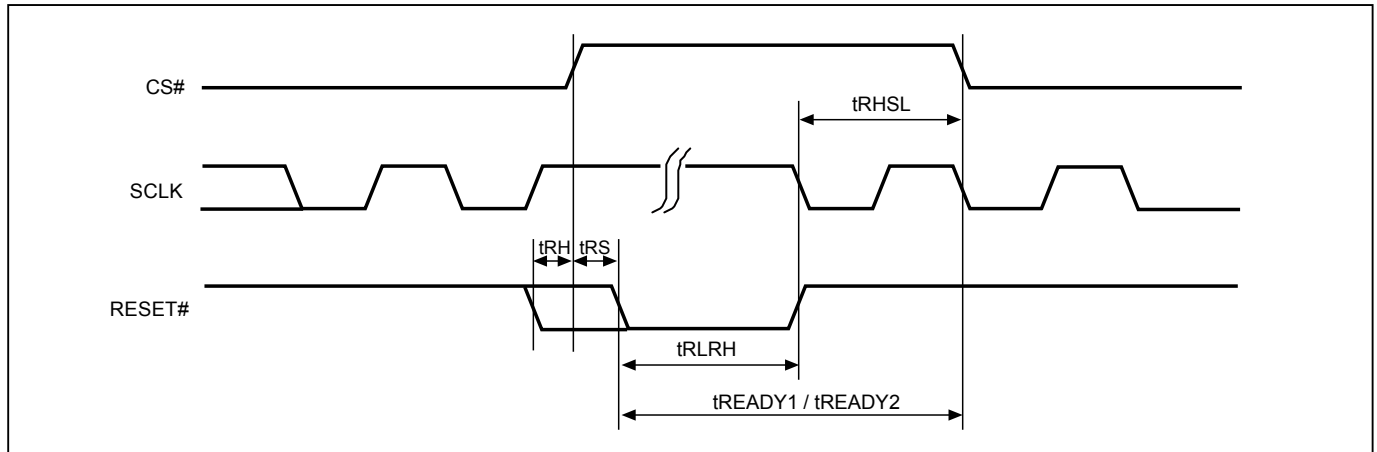 CS#
tRHSL
SCLK
tRH tRS
RESET#
tRLRH
tREADY1 / tREADY2